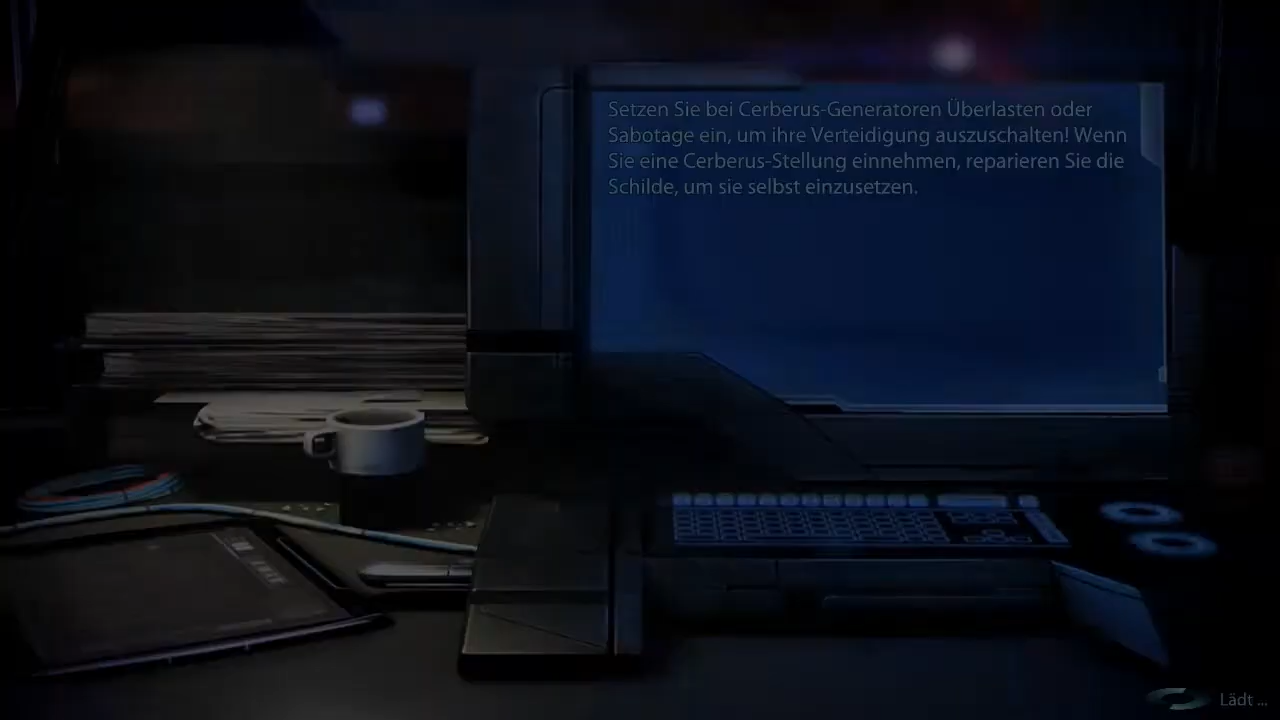 Setzen Sie bei Cerberus-Generatoren Überlasten oder
Sabotage ein, um ihre Verteidigung auszuschalten! Wenn
Sie eine Cerberus-Stellung einnehmen, reparieren Sie die
Schilde, um sie selbst einzusetzen.
Lädt ...